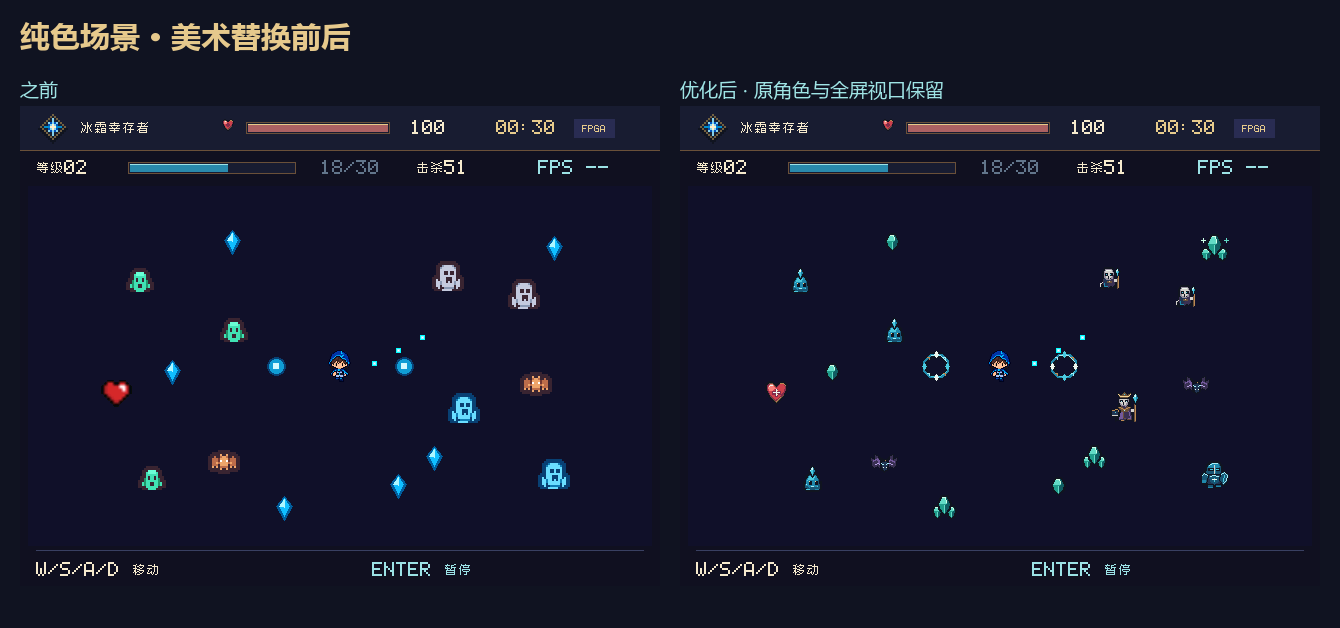 纯色场景 • 美术替换前后
之前
冰霜幸存者 100 00:30 FPGA
等级02 18/30 击杀51 FPS --
W/S/A/D 移动 ENTER 暂停
优化后 · 原角色与全屏视口保留
冰霜幸存者 100 00:30 FPGA
等级02 18/30 击杀51 FPS --
W/S/A/D 移动 ENTER 暂停